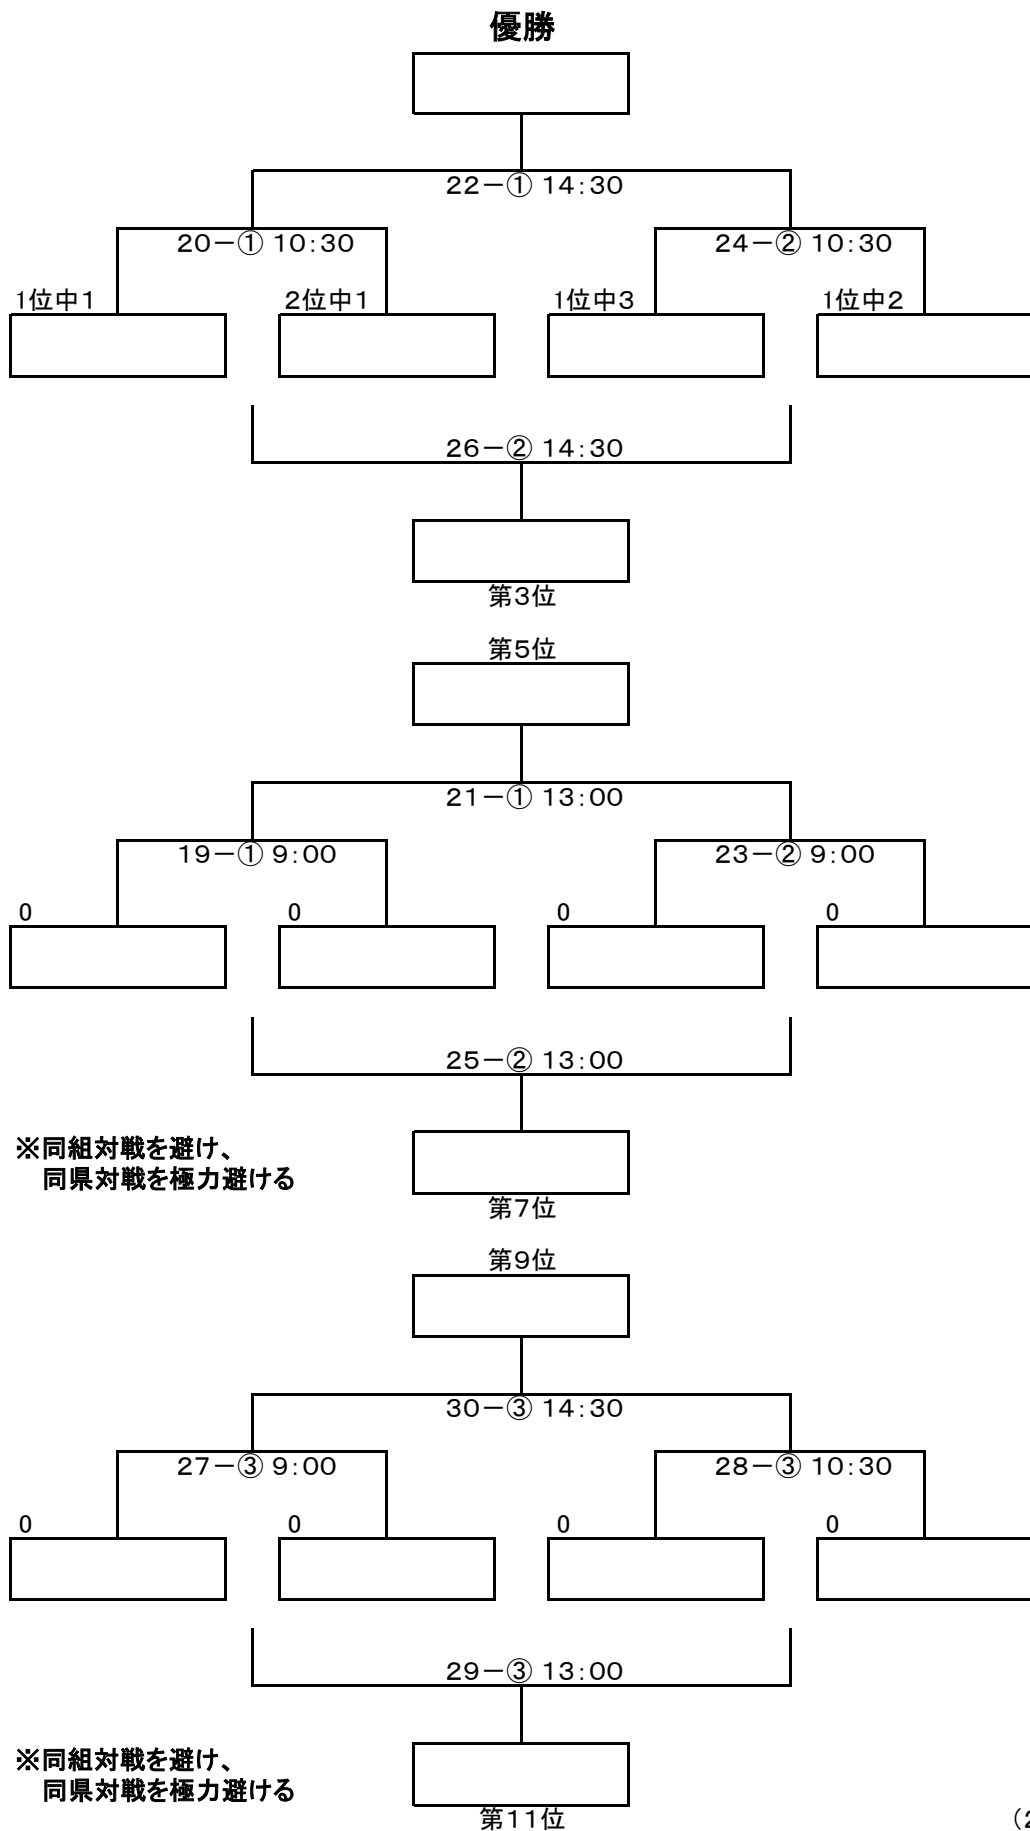 優勝
22－① 14:30
20－① 10:30
24－② 10:30
1位中1
2位中1
1位中3
1位中2
26－② 14:30
第3位
第5位
21－① 13:00
19－① 9:00
23－② 9:00
0
0
0
0
25－② 13:00
※同組対戦を避け、
同県対戦を極力避ける
第7位
第9位
30－③ 14:30
27－③ 9:00
28－③ 10:30
0
0
0
0
29－③ 13:00
※同組対戦を避け、
同県対戦を極力避ける
第11位